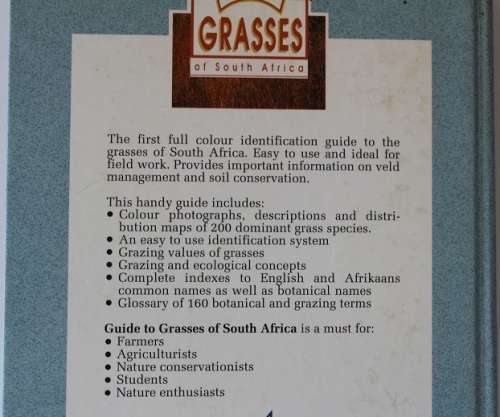 GRASSES
of South Africa
The first full colour identification guide to the
grasses of South Africa. Easy to use and ideal for
field work. Provides important information on veld
management and soil conservation.
This handy guide includes:
● Colour photographs, descriptions and distri-
bution maps of 200 dominant grass species.
● An easy to use identification system
● Grazing values of grasses
● Grazing and ecological concepts
● Complete indexes to English and Afrikaans
common names as well as botanical names
● Glossary of 160 botanical and grazing terms
Guide to Grasses of South Africa is a must for:
● Farmers
● Agriculturists
● Nature conservationists
● Students
● Nature enthusiasts